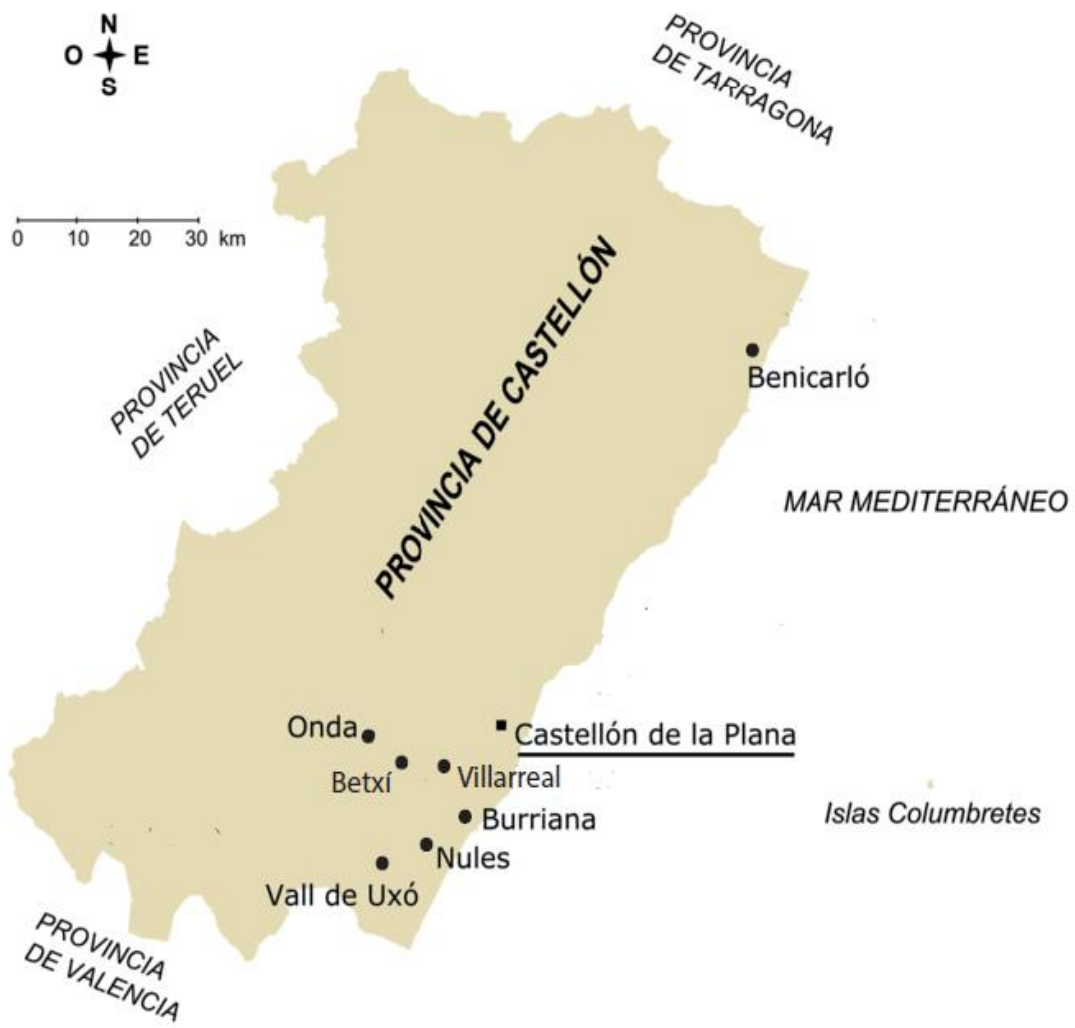 N
O E
S
PROVINCIA
DE TARRAGONA
0 10 20 30 km
PROVINCIA
DE TERUEL
PROVINCIA DE CASTELLÓN
Benicarló
MAR MEDITERRÁNEO
Onda
Castellón de la Plana
Betxí
Villarreal
Burriana
Islas Columbretes
Nules
Vall de Uxó
PROVINCIA
DE VALENCIA